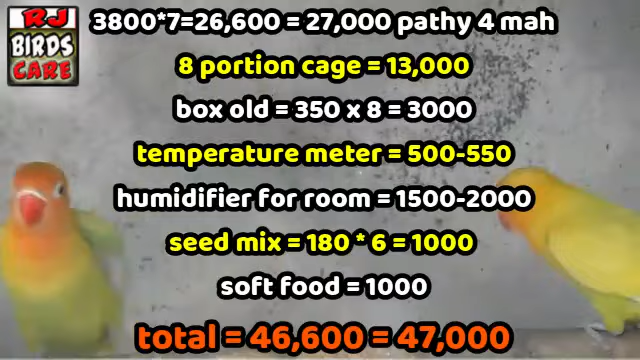 RJ
BIRDS
CARE
3800*7=26,600 = 27,000 pathy 4 mah
8 portion cage = 13,000
box old = 350 x 8 = 3000
temperature meter = 500-550
humidifier for room = 1500-2000
seed mix = 180 * 6 = 1000
soft food = 1000
total = 46,600 = 47,000